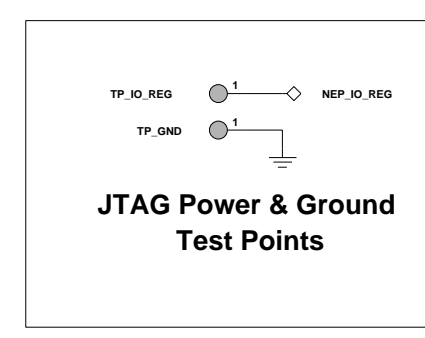 1
TP_IO_REG NEP_IO_REG
1
TP_GND
JTAG Power & Ground
Test Points